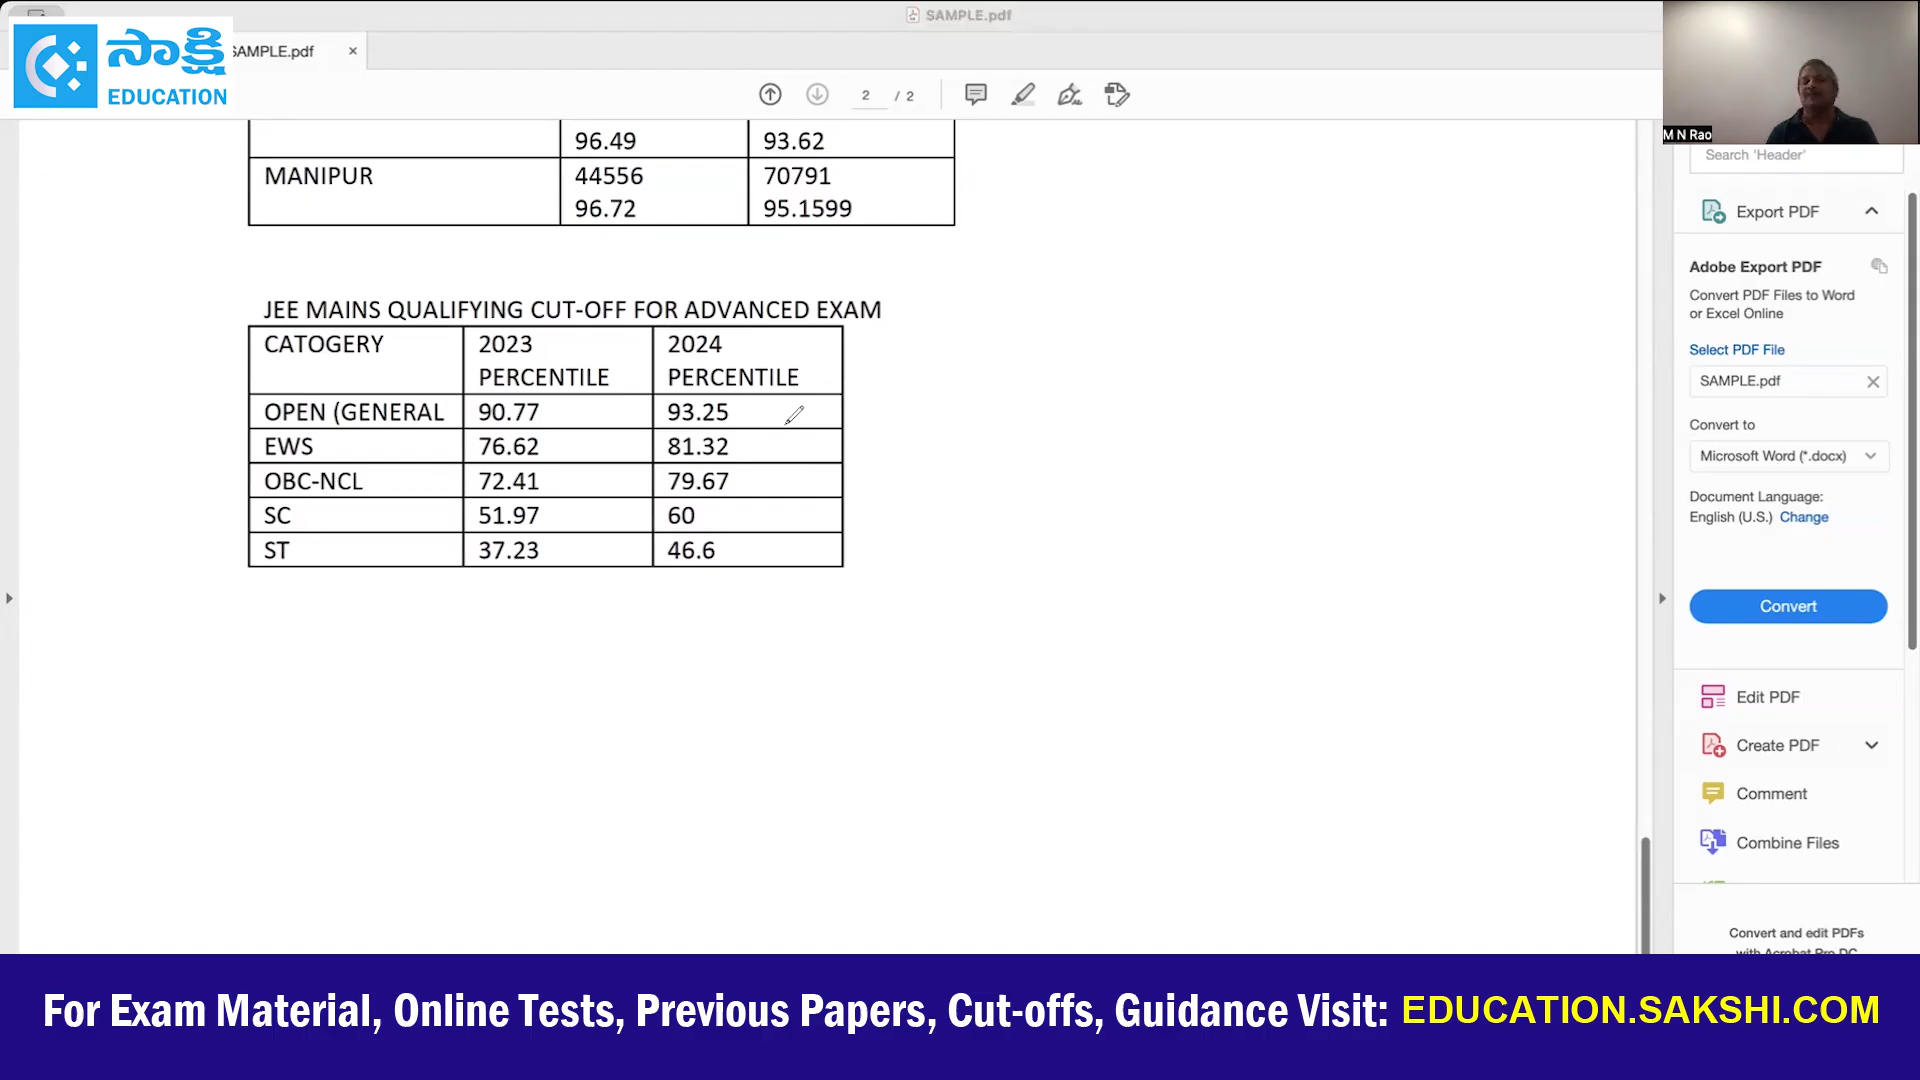 SAMPLE.pdf
సాక్షి
EDUCATION
SAMPLE.pdf ×
2 / 2
M N Rao
96.49 93.62
MANIPUR 44556 70791
96.72 95.1599
JEE MAINS QUALIFYING CUT-OFF FOR ADVANCED EXAM
CATOGERY 2023 2024
PERCENTILE PERCENTILE
OPEN (GENERAL 90.77 93.25
EWS 76.62 81.32
OBC-NCL 72.41 79.67
SC 51.97 60
ST 37.23 46.6
Search 'Header'
Export PDF
Adobe Export PDF
Convert PDF Files to Word
or Excel Online
Select PDF File
SAMPLE.pdf
Convert to
Microsoft Word (*.docx)
Document Language:
English (U.S.) Change
Convert
Edit PDF
Create PDF
Comment
Combine Files
Convert and edit PDFs
with Acrobat Pro DC
For Exam Material, Online Tests, Previous Papers, Cut-offs, Guidance Visit: EDUCATION.SAKSHI.COM